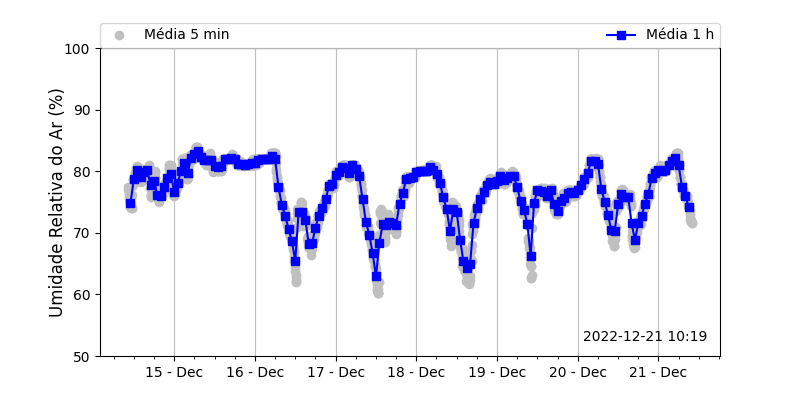 Média 5 min
Média 1 h
Umidade Relativa do Ar (%)
100
90
80
70
60
50
2022-12-21 10:19
15 - Dec
16 - Dec
17 - Dec
18 - Dec
19 - Dec
20 - Dec
21 - Dec